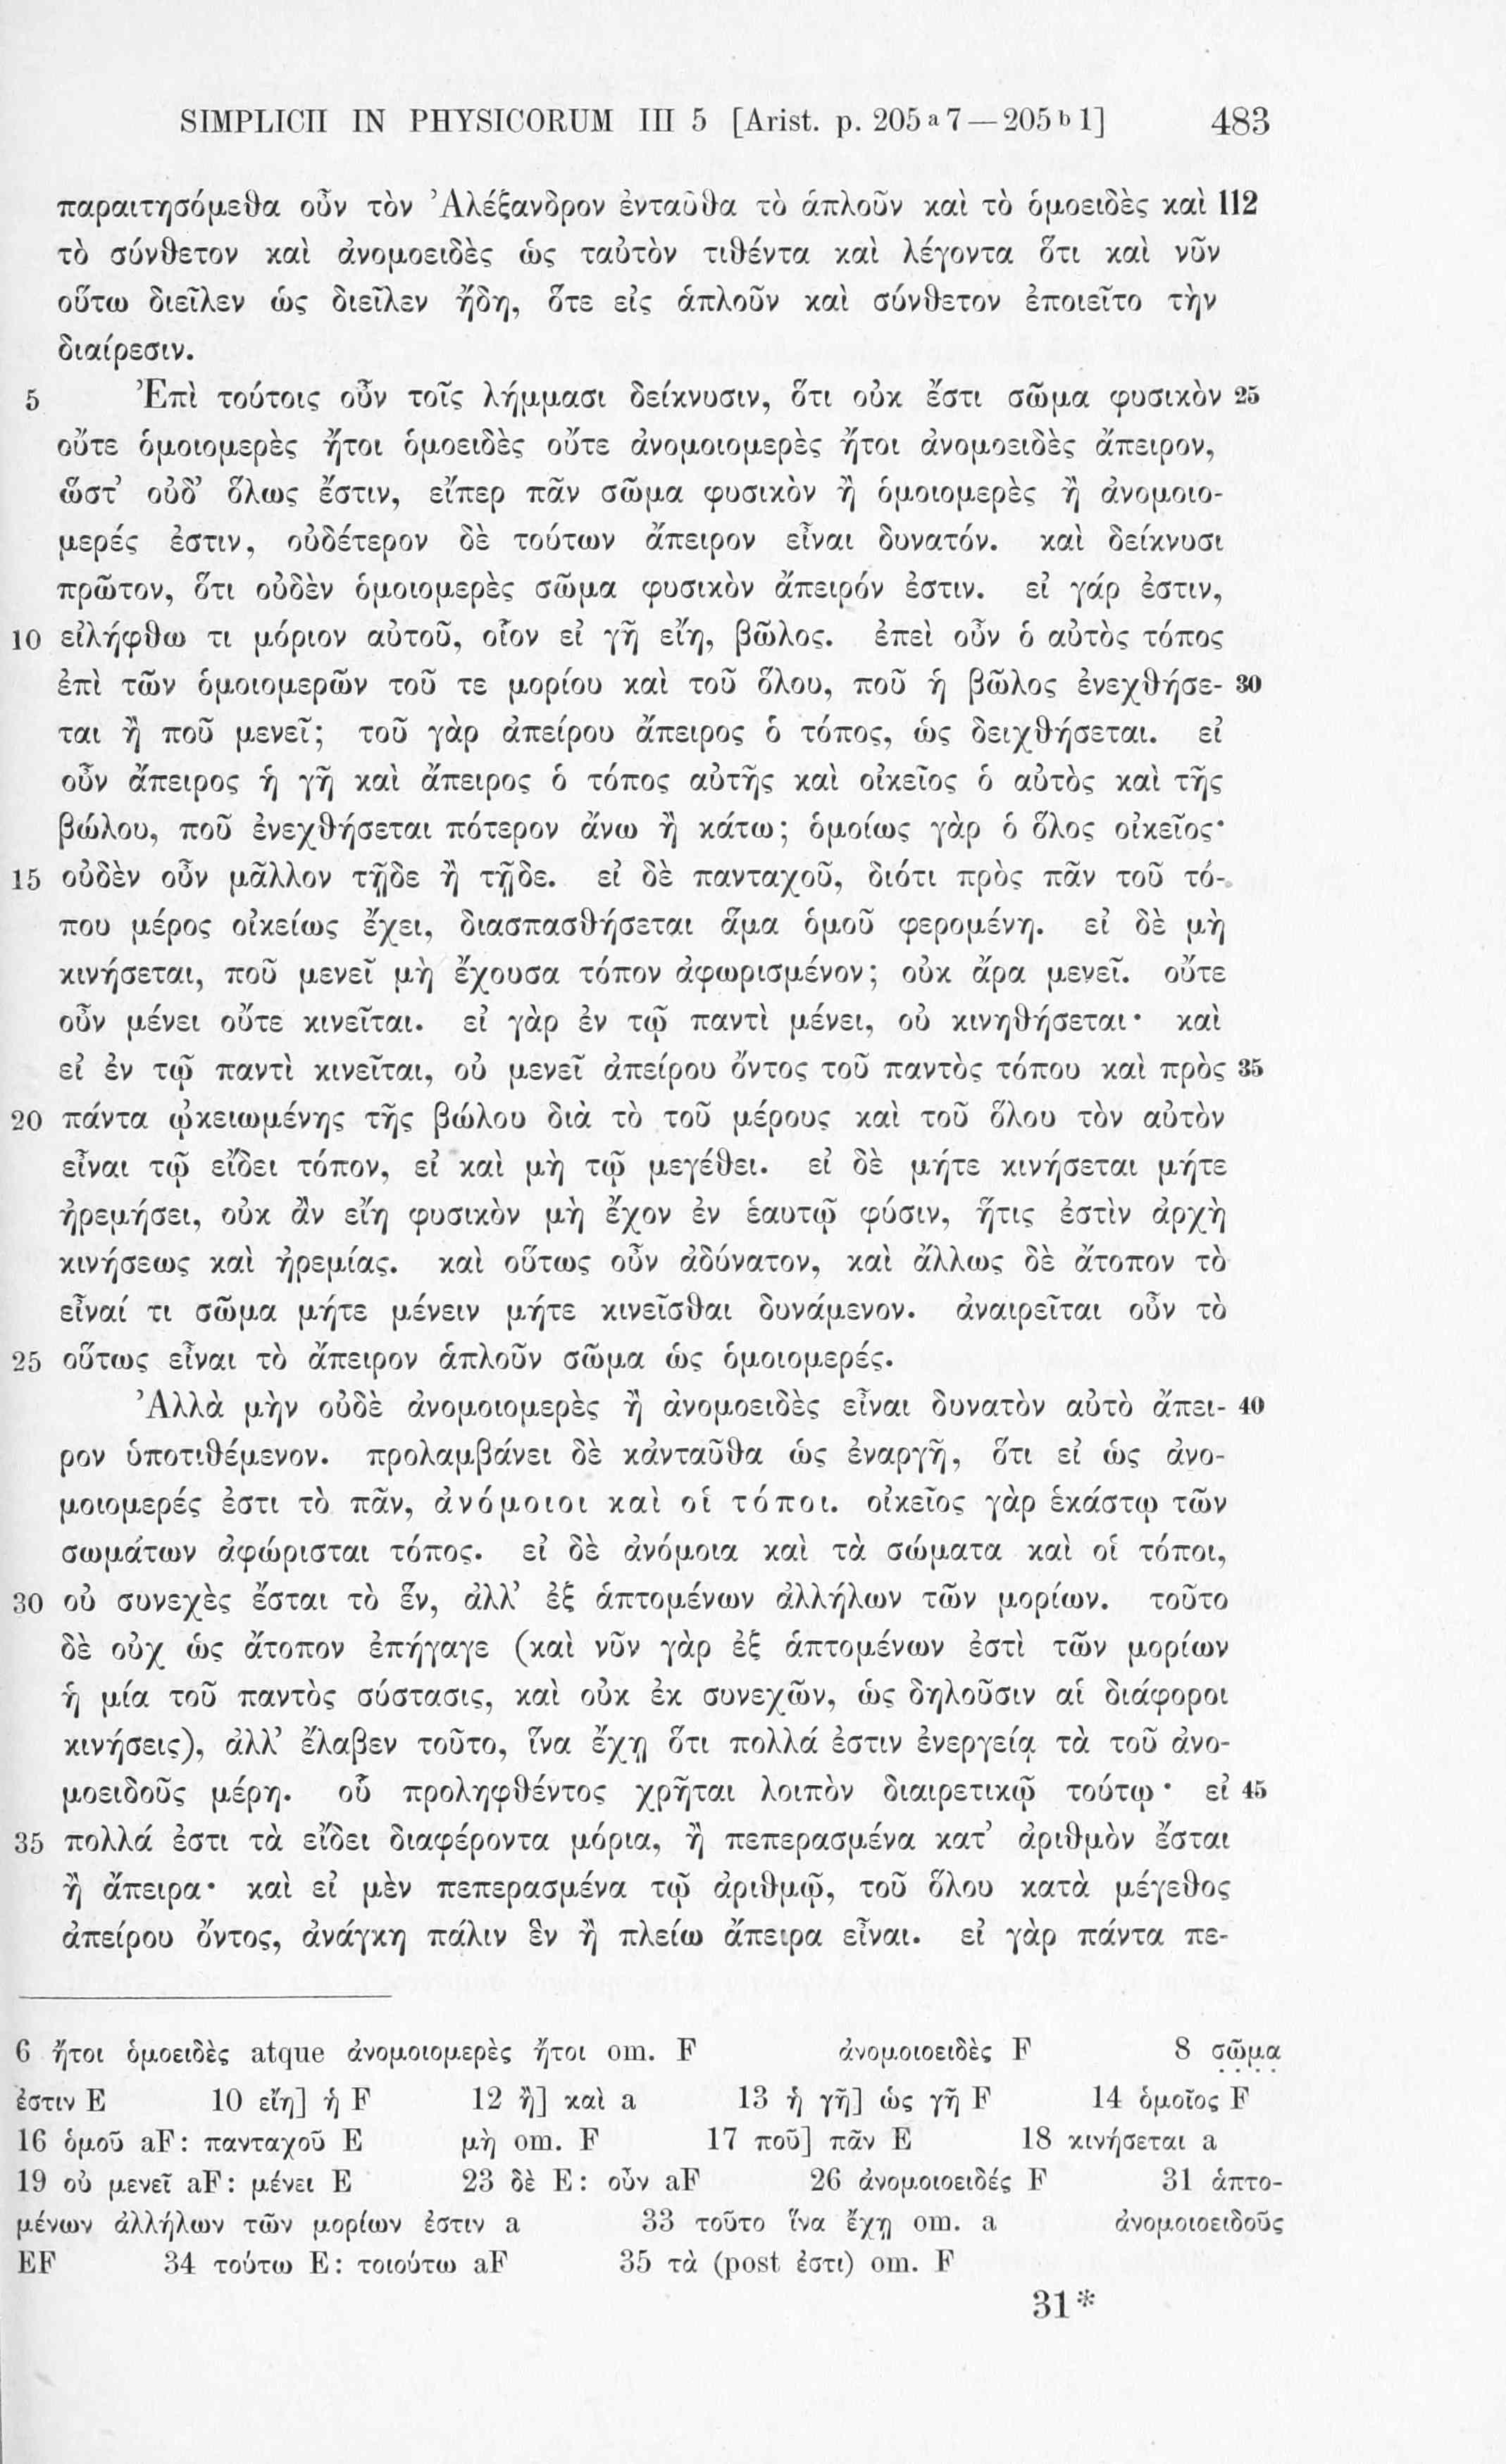 SIMPLICII IN PHYSICORUM III 5 [Arist. p. 205 a 7 — 205 b 1] 483
παραιτησόμεθα οὖν τὸν Ἀλέξανδρον ἐνταῦθα τὸ ἁπλοῦν καὶ τὸ ὁμοειδὲς καὶ 112
τὸ σύνθετον καὶ ἀνομοειδὲς ὡς ταὐτὸν τιθέντα καὶ λέγοντα ὅτι καὶ νῦν
οὕτω διεῖλεν ὡς διεῖλεν ἤδη, ὅτε εἰς ἁπλοῦν καὶ σύνθετον ἐποιεῖτο τὴν
διαίρεσιν.
5 Ἐπὶ τούτοις οὖν τοῖς λήμμασι δείκνυσιν, ὅτι οὐκ ἔστι σῶμα φυσικὸν 25
οὔτε ὁμοιομερὲς ἤτοι ὁμοειδὲς οὔτε ἀνομοιομερὲς ἤτοι ἀνομοειδὲς ἄπειρον,
ὥστ’ οὐδ’ ὅλως ἔστιν, εἴπερ πᾶν σῶμα φυσικὸν ἢ ὁμοιομερὲς ἢ ἀνομοιο-
μερές ἐστιν, οὐδέτερον δὲ τούτων ἄπειρον εἶναι δυνατόν. καὶ δείκνυσι
πρῶτον, ὅτι οὐδὲν ὁμοιομερὲς σῶμα φυσικὸν ἄπειρόν ἐστιν. εἰ γάρ ἐστιν,
10 εἰλήφθω τι μόριον αὐτοῦ, οἷον εἰ γῆ εἴη, βῶλος. ἐπεὶ οὖν ὁ αὐτὸς τόπος
ἐπὶ τῶν ὁμοιομερῶν τοῦ τε μορίου καὶ τοῦ ὅλου, ποῦ ἡ βῶλος ἐνεχθήσε- 30
ται ἢ ποῦ μενεῖ; τοῦ γὰρ ἀπείρου ἄπειρος ὁ τόπος, ὡς δειχθήσεται. εἰ
οὖν ἄπειρος ἡ γῆ καὶ ἄπειρος ὁ τόπος αὐτῆς καὶ οἰκεῖος ὁ αὐτὸς καὶ τῆς
βώλου, ποῦ ἐνεχθήσεται πότερον ἄνω ἢ κάτω; ὁμοίως γὰρ ὁ ὅλος οἰκεῖος·
15 οὐδὲν οὖν μᾶλλον τῇδε ἢ τῇδε. εἰ δὲ πανταχοῦ, διότι πρὸς πᾶν τοῦ τό-
που μέρος οἰκείως ἔχει, διασπασθήσεται ἅμα ὁμοῦ φερομένη. εἰ δὲ μὴ
κινήσεται, ποῦ μενεῖ μὴ ἔχουσα τόπον ἀφωρισμένον; οὐκ ἄρα μενεῖ. οὔτε
οὖν μένει οὔτε κινεῖται. εἰ γὰρ ἐν τῷ παντὶ μένει, οὐ κινηθήσεται· καὶ
εἰ ἐν τῷ παντὶ κινεῖται, οὐ μενεῖ ἀπείρου ὄντος τοῦ παντὸς τόπου καὶ πρὸς 35
20 πάντα ᾠκειωμένης τῆς βώλου διὰ τὸ τοῦ μέρους καὶ τοῦ ὅλου τὸν αὐτὸν
εἶναι τῷ εἴδει τόπον, εἰ καὶ μὴ τῷ μεγέθει. εἰ δὲ μήτε κινήσεται μήτε
ἠρεμήσει, οὐκ ἂν εἴη φυσικὸν μὴ ἔχον ἐν ἑαυτῷ φύσιν, ἥτις ἐστὶν ἀρχὴ
κινήσεως καὶ ἠρεμίας. καὶ οὕτως οὖν ἀδύνατον, καὶ ἄλλως δὲ ἄτοπον τὸ
εἶναί τι σῶμα μήτε μένειν μήτε κινεῖσθαι δυνάμενον. ἀναιρεῖται οὖν τὸ
25 οὕτως εἶναι τὸ ἄπειρον ἁπλοῦν σῶμα ὡς ὁμοιομερές.
Ἀλλὰ μὴν οὐδὲ ἀνομοιομερὲς ἢ ἀνομοειδὲς εἶναι δυνατὸν αὐτὸ ἄπει- 40
ρον ὑποτιθέμενον. προλαμβάνει δὲ κἀνταῦθα ὡς ἐναργῆ, ὅτι εἰ ὡς ἀνο-
μοιομερές ἐστι τὸ πᾶν, ἀνόμοιοι καὶ οἱ τόποι. οἰκεῖος γὰρ ἑκάστῳ τῶν
σωμάτων ἀφώρισται τόπος. εἰ δὲ ἀνόμοια καὶ τὰ σώματα καὶ οἱ τόποι,
30 οὐ συνεχὲς ἔσται τὸ ἕν, ἀλλ’ ἐξ ἁπτομένων ἀλλήλων τῶν μορίων. τοῦτο
δὲ οὐχ ὡς ἄτοπον ἐπήγαγε (καὶ νῦν γὰρ ἐξ ἁπτομένων ἐστὶ τῶν μορίων
ἡ μία τοῦ παντὸς σύστασις, καὶ οὐκ ἐκ συνεχῶν, ὡς δηλοῦσιν αἱ διάφοροι
κινήσεις), ἀλλ’ ἔλαβεν τοῦτο, ἵνα ἔχῃ ὅτι πολλά ἐστιν ἐνεργείᾳ τὰ τοῦ ἀνο-
μοειδοῦς μέρη. οὗ προληφθέντος χρῆται λοιπὸν διαιρετικῷ τούτῳ· εἰ 45
35 πολλά ἐστι τὰ εἴδει διαφέροντα μόρια, ἢ πεπερασμένα κατ’ ἀριθμὸν ἔσται
ἢ ἄπειρα· καὶ εἰ μὲν πεπερασμένα τῷ ἀριθμῷ, τοῦ ὅλου κατὰ μέγεθος
ἀπείρου ὄντος, ἀνάγκη πάλιν ἓν ἢ πλείω ἄπειρα εἶναι. εἰ γὰρ πάντα πε-
6 ἤτοι ὁμοειδὲς atque ἀνομοιομερὲς ἤτοι om. F ἀνομοιοειδὲς F 8 σῶμα
ἐστιν E 10 εἴη] ἡ F 12 ἢ] καὶ a 13 ἡ γῆ] ὡς γῆ F 14 ὁμοῖος F
16 ὁμοῦ aF: πανταχοῦ E μὴ om. F 17 ποῦ] πᾶν E 18 κινήσεται a
19 οὐ μενεῖ aF: μένει E 23 δὲ E: οὖν aF 26 ἀνομοιοειδές F 31 ἁπτο-
μένων ἀλλήλων τῶν μορίων ἐστιν a 33 τοῦτο ἵνα ἔχῃ om. a ἀνομοιοειδοῦς
EF 34 τούτω E: τοιούτω aF 35 τὰ (post ἐστι) om. F
31*